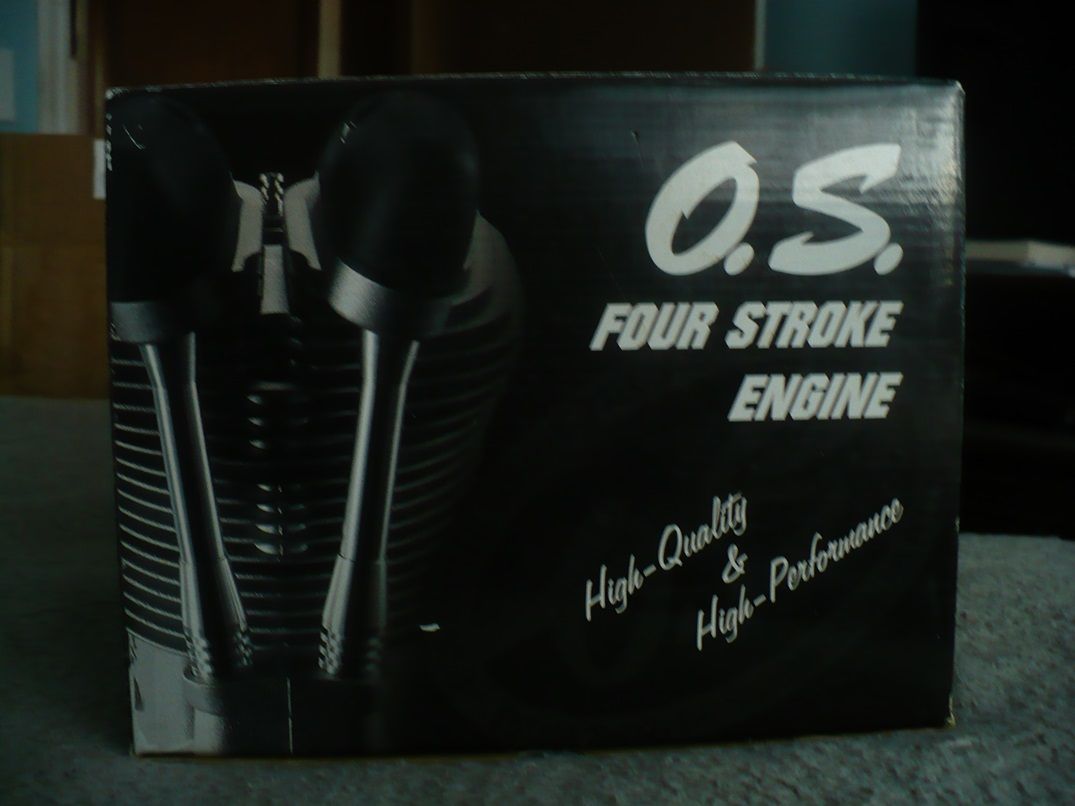 O.S.
FOUR STROKE
ENGINE
High-Quality
&
High-Performance